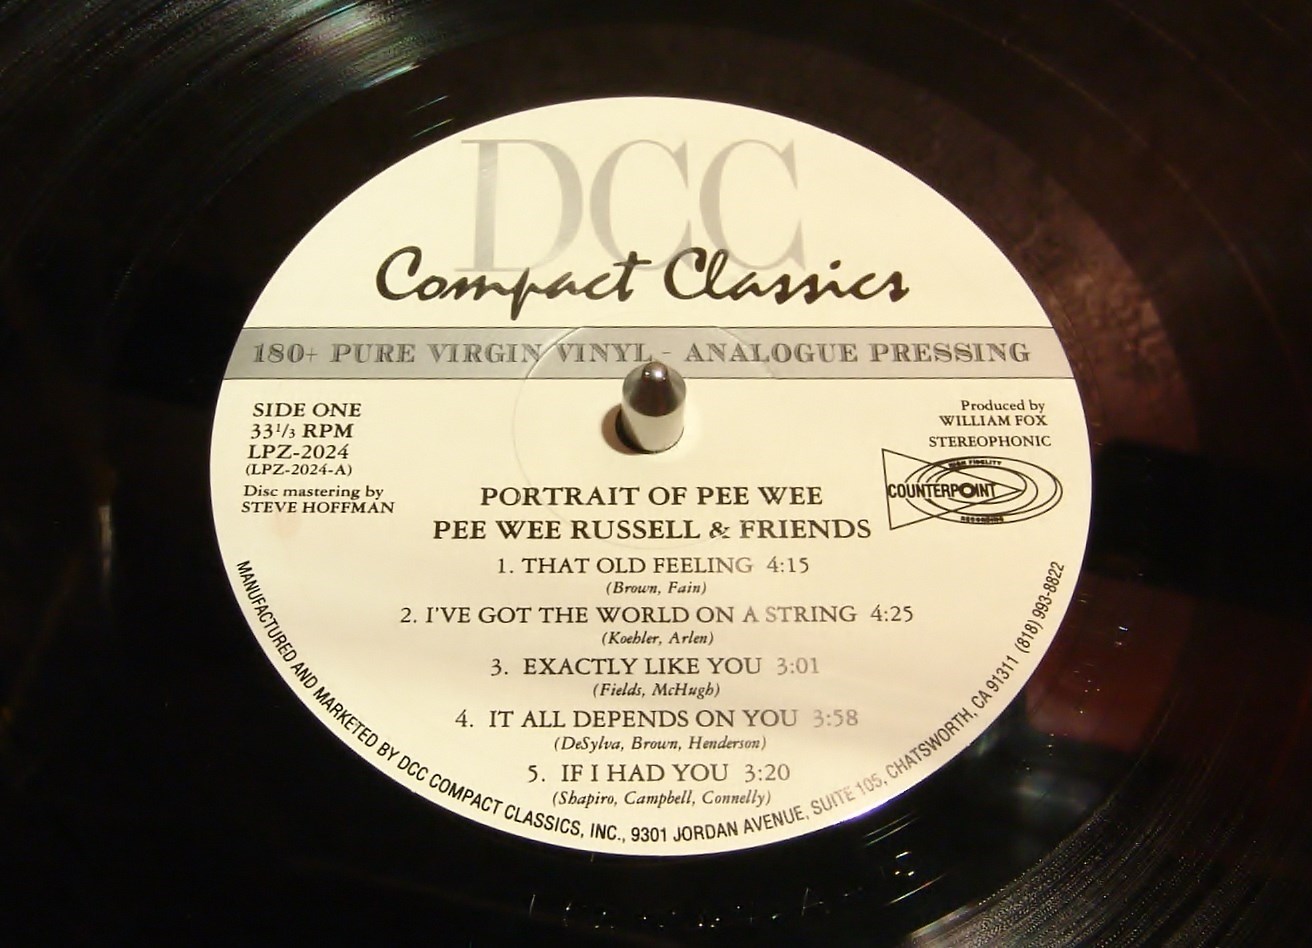 DCC
Compact Classics
180+ PURE VIRGIN VINYL - ANALOGUE PRESSING
SIDE ONE
33 1/3 RPM
LPZ-2024
(LPZ-2024-A)
Disc mastering by
STEVE HOFFMAN
Produced by
WILLIAM FOX
STEREOPHONIC
HIGH FIDELITY
COUNTERPOINT
RECORDING
PORTRAIT OF PEE WEE
PEE WEE RUSSELL & FRIENDS
1. THAT OLD FEELING 4:15
(Brown, Fain)
2. I'VE GOT THE WORLD ON A STRING 4:25
(Koehler, Arlen)
3. EXACTLY LIKE YOU 3:01
(Fields, McHugh)
4. IT ALL DEPENDS ON YOU 3:58
(DeSylva, Brown, Henderson)
5. IF I HAD YOU 3:20
(Shapiro, Campbell, Connelly)
MANUFACTURED AND MARKETED BY DCC COMPACT CLASSICS, INC., 9301 JORDAN AVENUE, SUITE 105, CHATSWORTH, CA 91311 (818) 993-8822